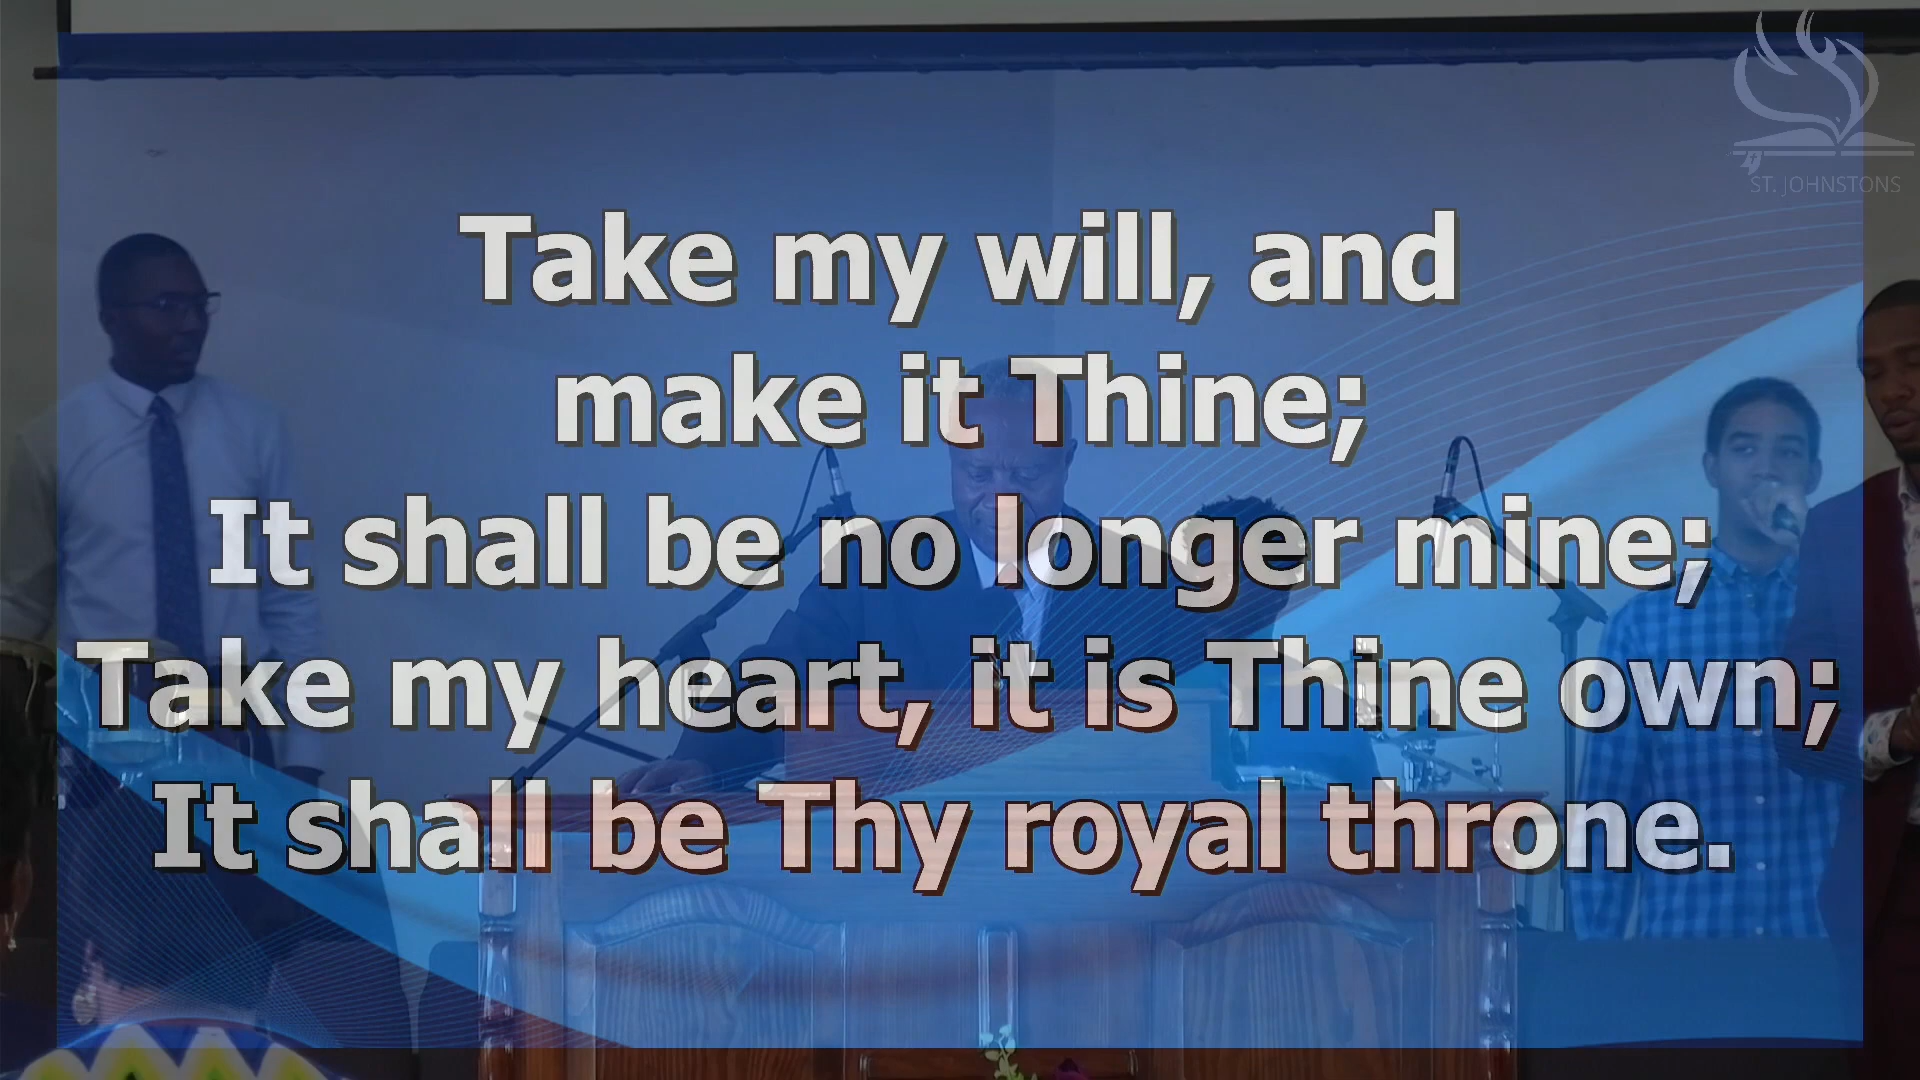 ST. JOHNSTONS
Take my will, and
make it Thine;
It shall be no longer mine;
Take my heart, it is Thine own;
It shall be Thy royal throne.